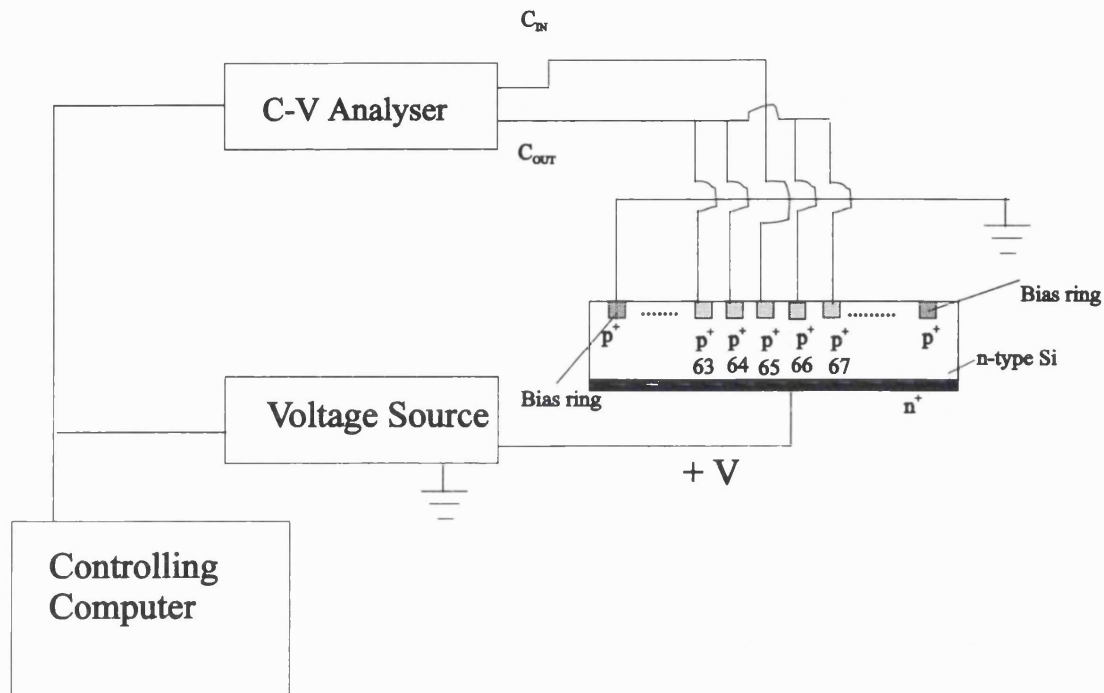 C_IN
C-V Analyser
C_OUT
Bias ring
......
.........
p⁺ p⁺ p⁺ p⁺ p⁺ p⁺ p⁺
63 64 65 66 67
n-type Si
Bias ring
n⁺
Voltage Source
+ V
Controlling
Computer